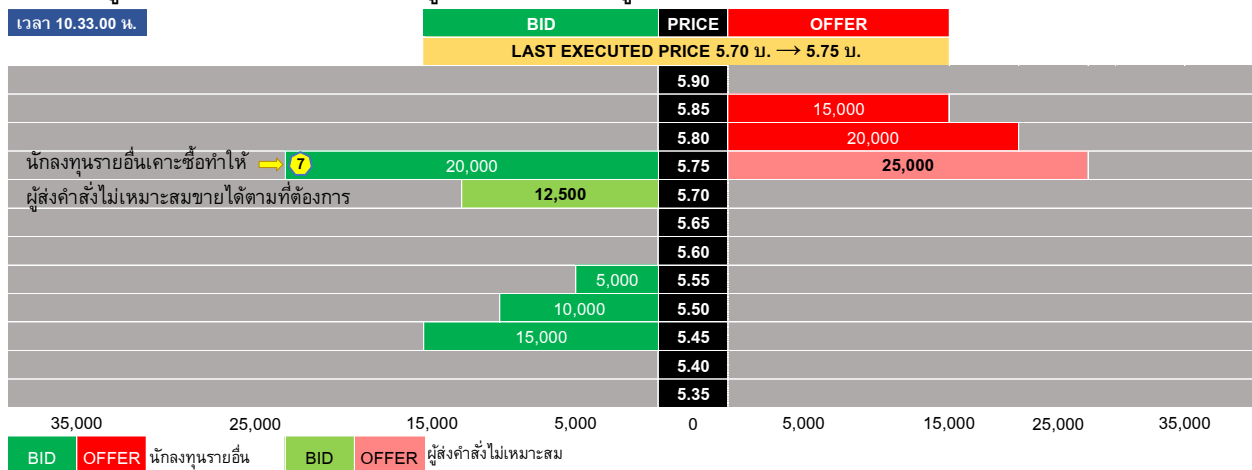 เวลา 10.33.00 น.
BID PRICE OFFER
LAST EXECUTED PRICE 5.70 บ. → 5.75 บ.
5.90
5.85 15,000
5.80 20,000
นักลงทุนรายอื่นเคาะซื้อทำให้ 7 20,000 5.75 25,000
ผู้ส่งคำสั่งไม่เหมาะสมขายได้ตามที่ต้องการ 12,500 5.70
5.65
5.60
5,000 5.55
10,000 5.50
15,000 5.45
5.40
5.35
35,000 25,000 15,000 5,000 0 5,000 15,000 25,000 35,000
BID OFFER นักลงทุนรายอื่น BID OFFER ผู้ส่งคำสั่งไม่เหมาะสม